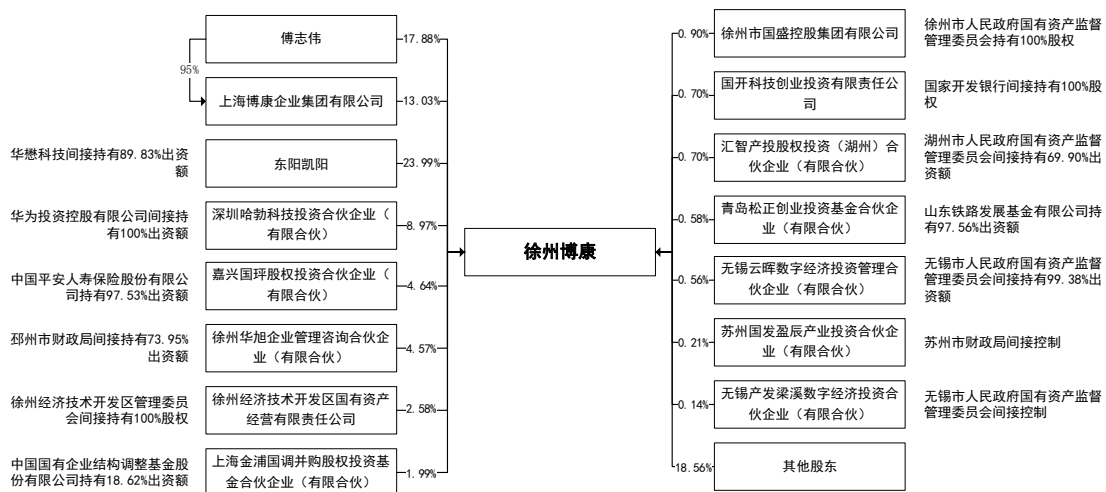 傅志伟
17.88%
95%
上海博康企业集团有限公司
13.03%
华懋科技间接持有89.83%出资
额
东阳凯阳
23.99%
华为投资控股有限公司间接持
有100%出资额
深圳哈勃科技投资合伙企业（
有限合伙）
8.97%
中国平安人寿保险股份有限公
司持有97.53%出资额
嘉兴国玶股权投资合伙企业（
有限合伙）
4.64%
邳州市财政局间接持有73.95%
出资额
徐州华旭企业管理咨询合伙企
业（有限合伙）
4.57%
徐州经济技术开发区管理委员
会间接持有100%股权
徐州经济技术开发区国有资产
经营有限责任公司
2.58%
中国国有企业结构调整基金股
份有限公司持有18.62%出资额
上海金浦国调并购股权投资基
金合伙企业（有限合伙）
1.99%
徐州博康
0.90%
徐州市国盛控股集团有限公司
徐州市人民政府国有资产监督
管理委员会持有100%股权
0.70%
国开科技创业投资有限责任公
司
国家开发银行间接持有100%股
权
0.70%
汇智产投股权投资（湖州）合
伙企业（有限合伙）
湖州市人民政府国有资产监督
管理委员会间接持有69.90%出
资额
0.58%
青岛松正创业投资基金合伙企
业（有限合伙）
山东铁路发展基金有限公司持
有97.56%出资额
0.56%
无锡云晖数字经济投资管理合
伙企业（有限合伙）
无锡市人民政府国有资产监督
管理委员会间接持有99.38%出
资额
0.21%
苏州国发盈辰产业投资合伙企
业（有限合伙）
苏州市财政局间接控制
0.14%
无锡产发梁溪数字经济投资合
伙企业（有限合伙）
无锡市人民政府国有资产监督
管理委员会间接控制
18.56%
其他股东